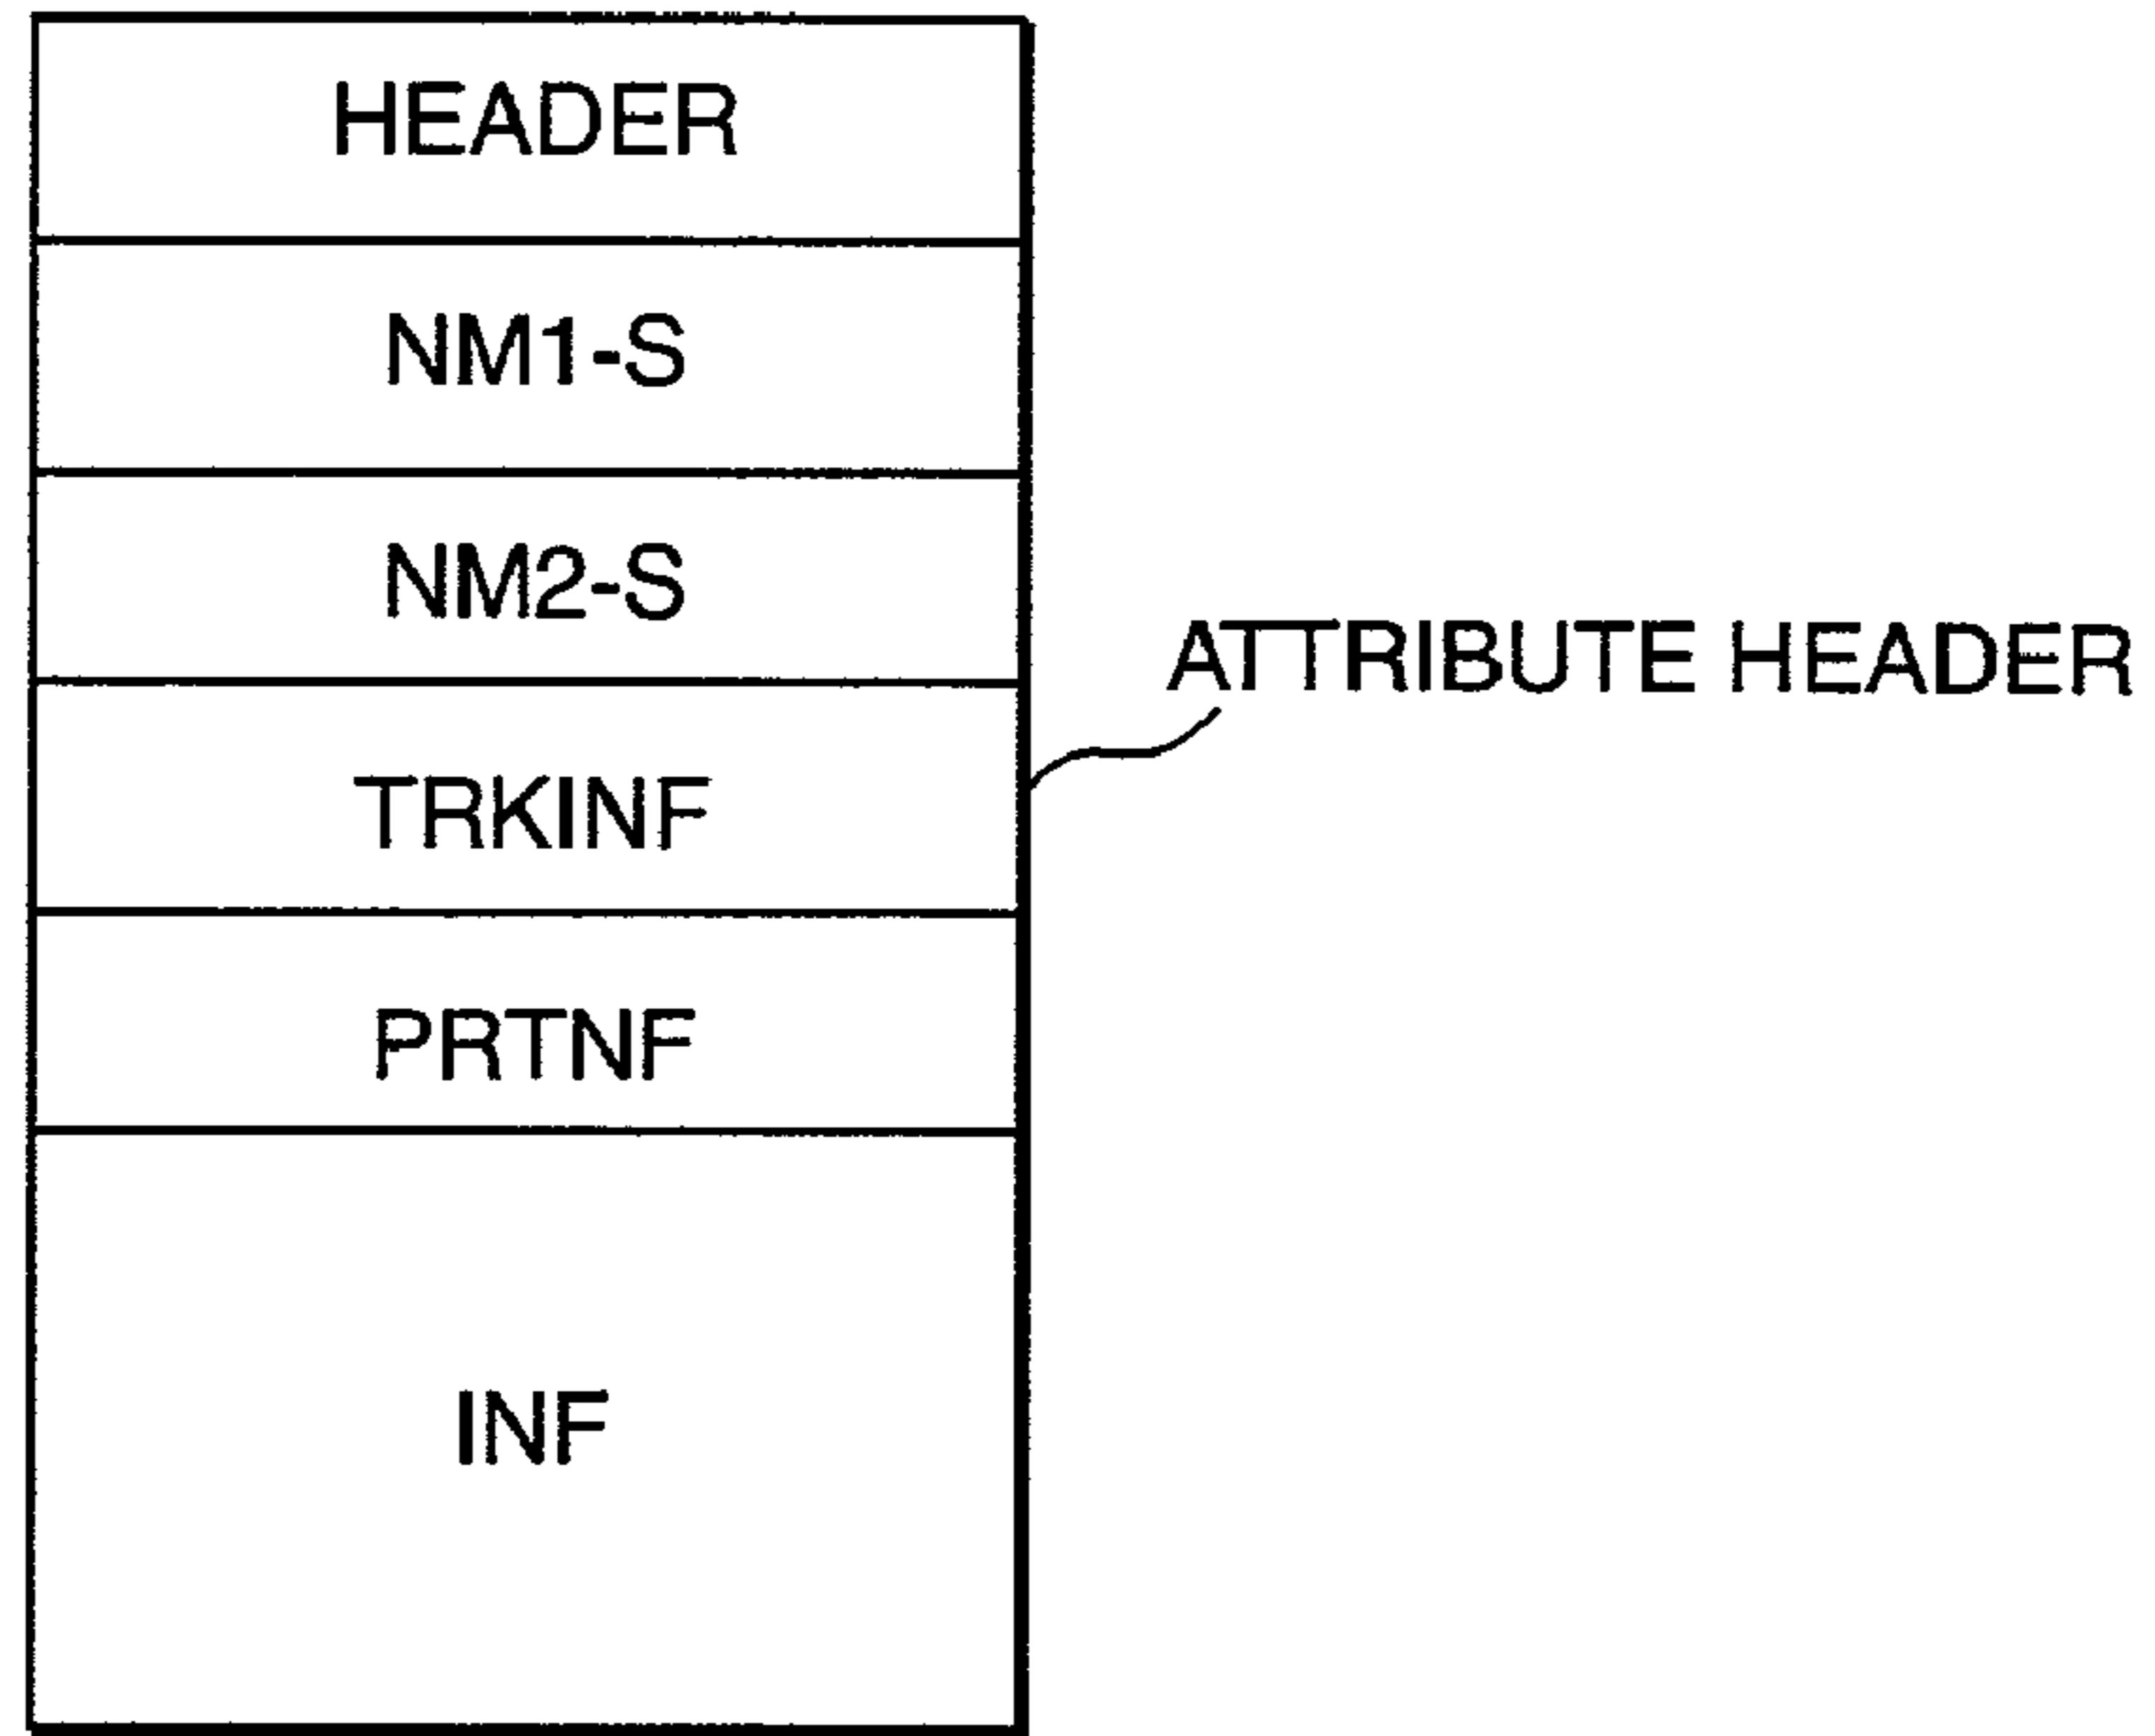 HEADER
NM1-S
NM2-S
ATTRIBUTE HEADER
TRKINF
PRTNF
INF